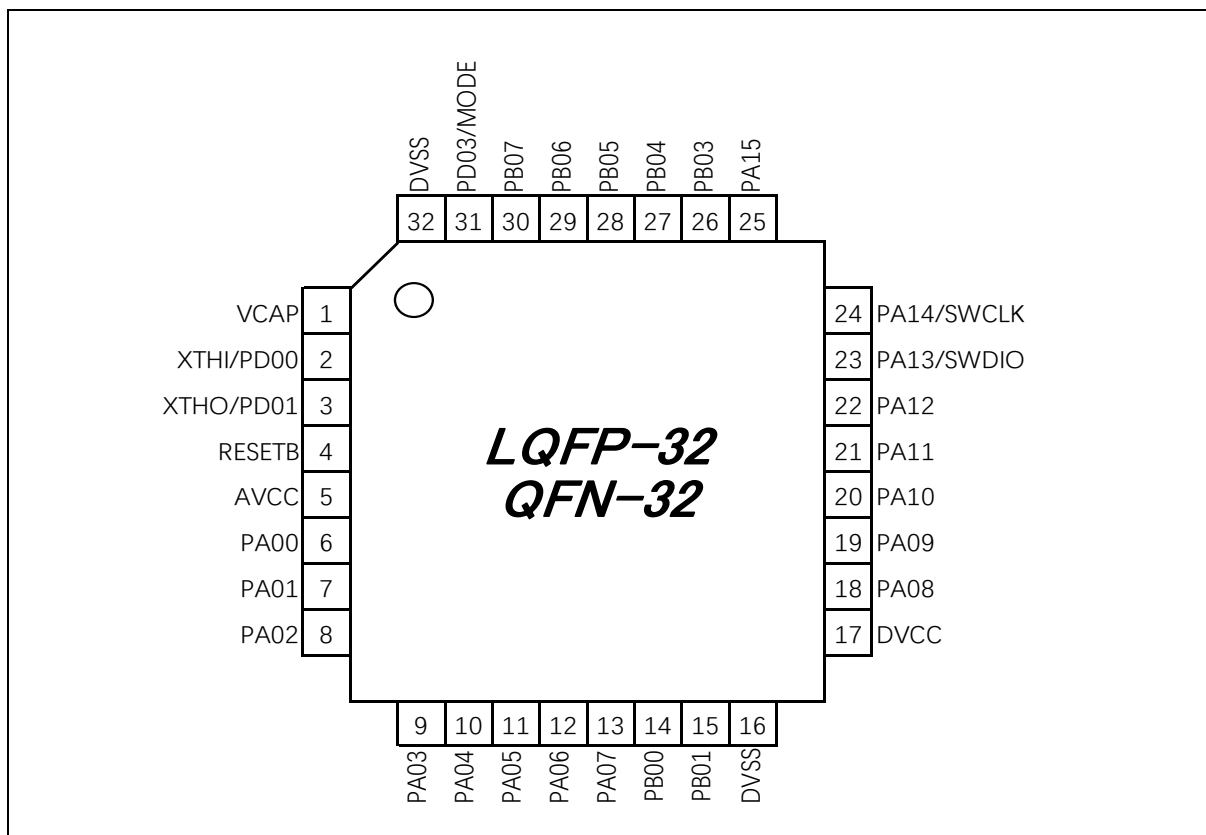 DVSS PD03/MODE PB07 PB06 PB05 PB04 PB03 PA15
32 31 30 29 28 27 26 25
VCAP 1
XTHI/PD00 2
XTHO/PD01 3
RESETB 4
AVCC 5
PA00 6
PA01 7
PA02 8
LQFP-32
QFN-32
24 PA14/SWCLK
23 PA13/SWDIO
22 PA12
21 PA11
20 PA10
19 PA09
18 PA08
17 DVCC
9 10 11 12 13 14 15 16
PA03 PA04 PA05 PA06 PA07 PB00 PB01 DVSS